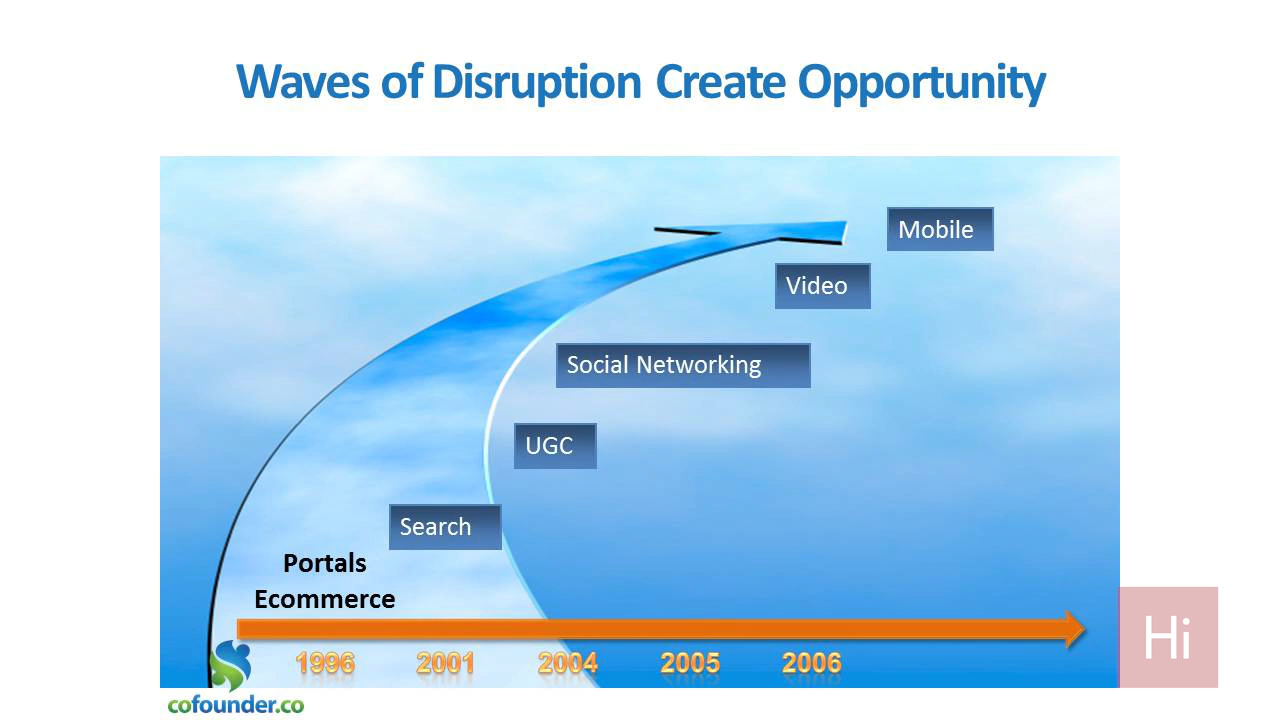 Waves of Disruption Create Opportunity
Mobile
Video
Social Networking
UGC
Search
Portals
Ecommerce
1996 2001 2004 2005 2006
Hi
cofounder.co